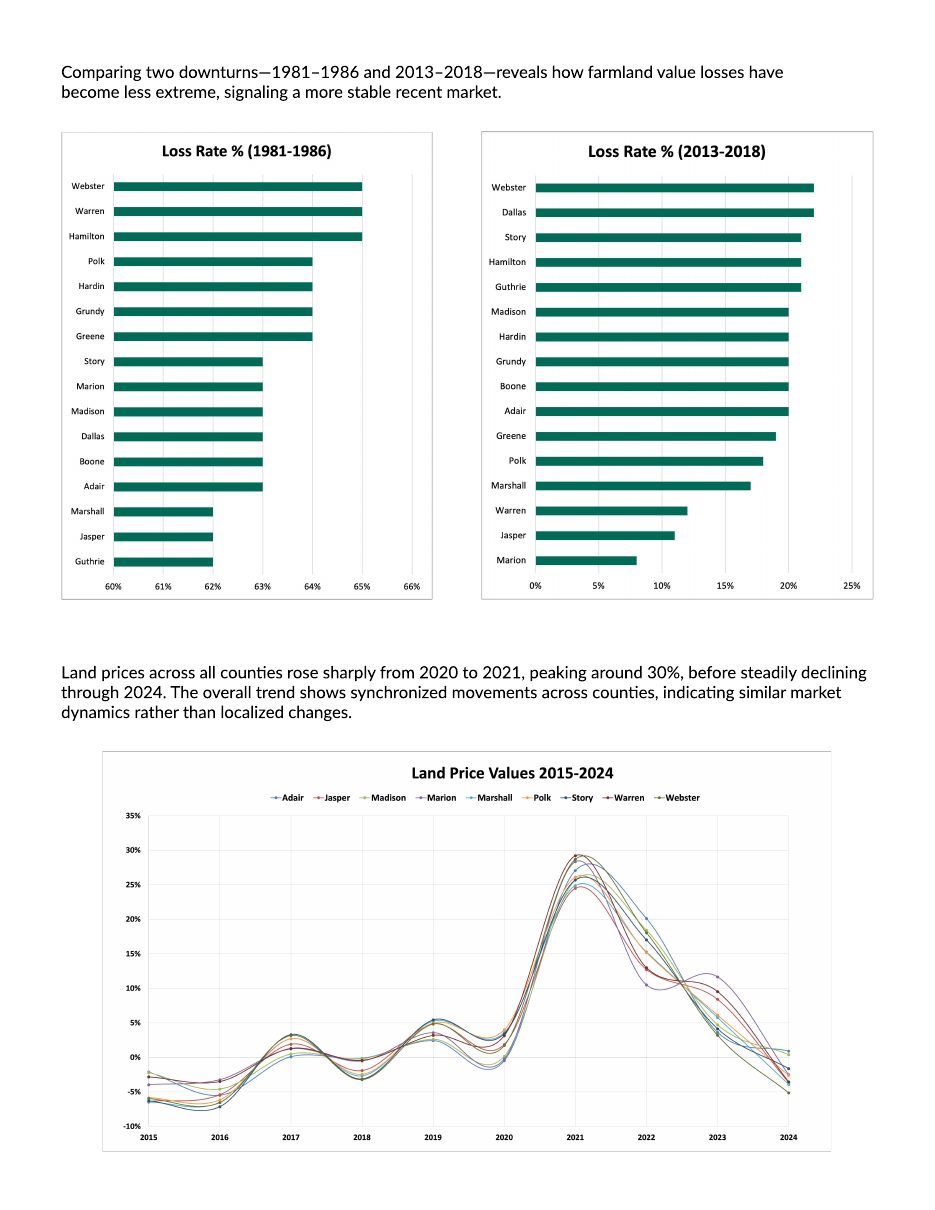 Comparing two downturns—1981–1986 and 2013–2018—reveals how farmland value losses have
become less extreme, signaling a more stable recent market.
Loss Rate % (1981-1986)
Webster
Warren
Hamilton
Polk
Hardin
Grundy
Greene
Story
Marion
Madison
Dallas
Boone
Adair
Marshall
Jasper
Guthrie
60% 61% 62% 63% 64% 65% 66%
Loss Rate % (2013-2018)
Webster
Dallas
Story
Hamilton
Guthrie
Madison
Hardin
Grundy
Boone
Adair
Greene
Polk
Marshall
Warren
Jasper
Marion
0% 5% 10% 15% 20% 25%
Land prices across all counties rose sharply from 2020 to 2021, peaking around 30%, before steadily declining
through 2024. The overall trend shows synchronized movements across counties, indicating similar market
dynamics rather than localized changes.
Land Price Values 2015-2024
Adair Jasper Madison Marion Marshall Polk Story Warren Webster
35%
30%
25%
20%
15%
10%
5%
0%
-5%
-10%
2015 2016 2017 2018 2019 2020 2021 2022 2023 2024